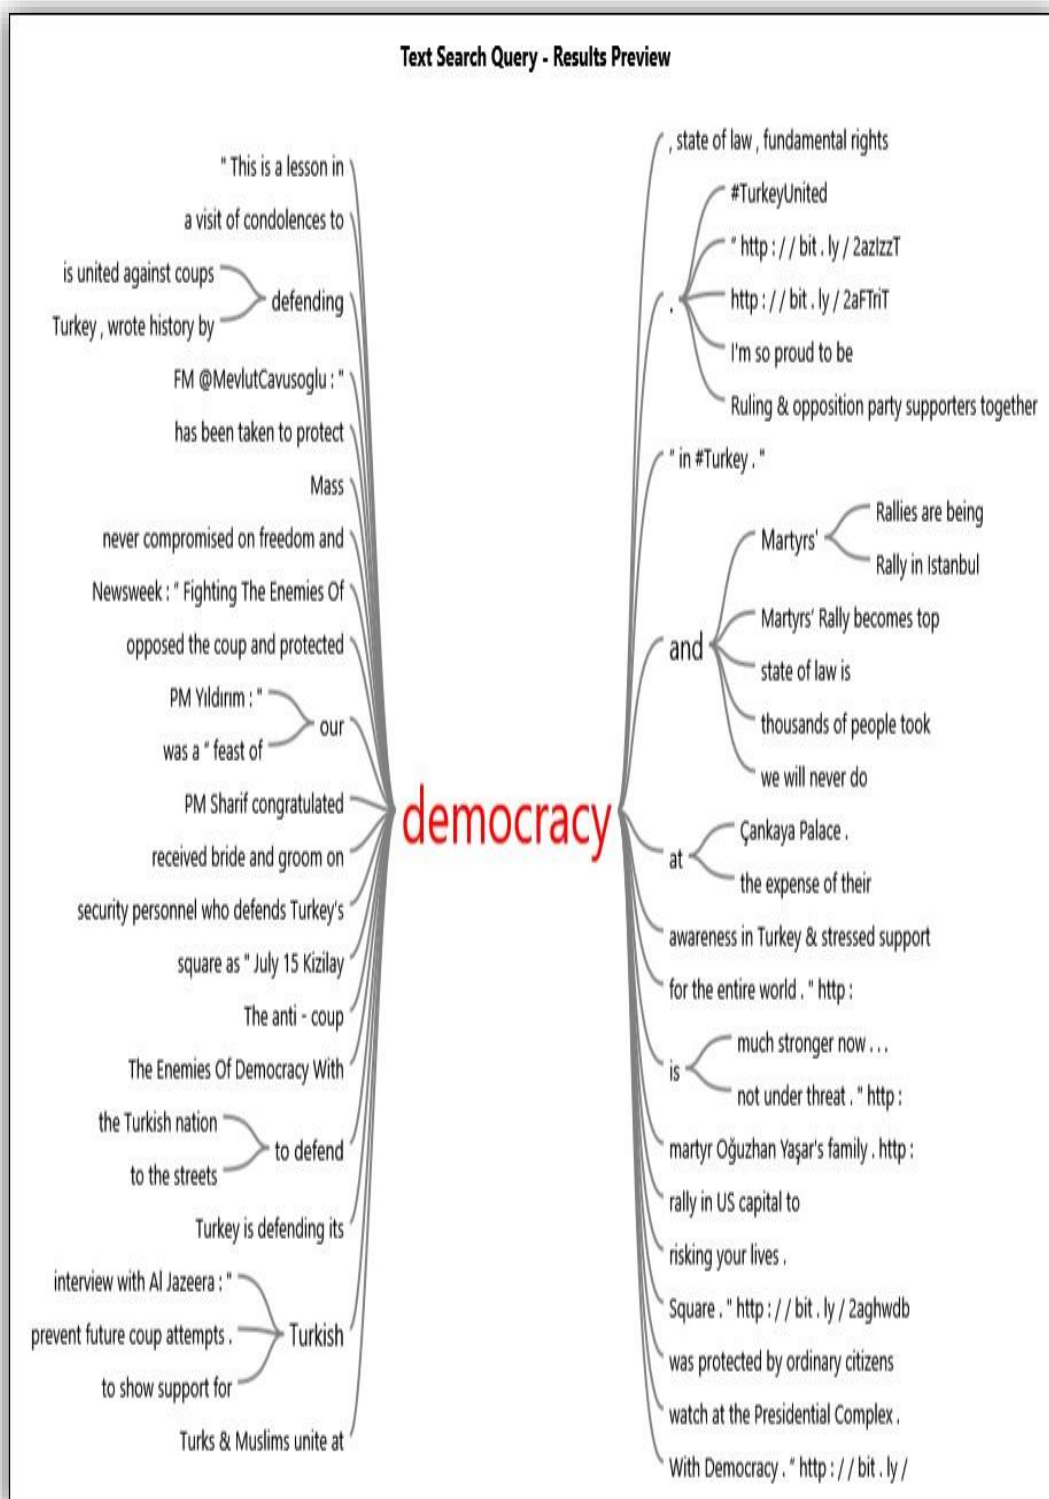 Text Search Query - Results Preview
" This is a lesson in
a visit of condolences to
is united against coups
Turkey , wrote history by
defending
FM @MevlutCavusoglu : "
has been taken to protect
Mass
never compromised on freedom and
Newsweek : " Fighting The Enemies Of
opposed the coup and protected
PM Yıldırım : "
was a " feast of
our
PM Sharif congratulated
received bride and groom on
security personnel who defends Turkey's
square as " July 15 Kizilay
The anti - coup
The Enemies Of Democracy With
the Turkish nation
to the streets
to defend
Turkey is defending its
interview with Al Jazeera : "
prevent future coup attempts .
to show support for
Turkish
Turks & Muslims unite at
democracy
, state of law , fundamental rights
.
#TurkeyUnited
" http : / / bit . ly / 2azIzzT
http : / / bit . ly / 2aFTriT
I'm so proud to be
Ruling & opposition party supporters together
" in #Turkey . "
and
Martyrs'
Rallies are being
Rally in Istanbul
Martyrs' Rally becomes top
state of law is
thousands of people took
we will never do
at
Çankaya Palace .
the expense of their
awareness in Turkey & stressed support
for the entire world . " http :
is
much stronger now . . .
not under threat . " http :
martyr Oğuzhan Yaşar's family . http :
rally in US capital to
risking your lives .
Square . " http : / / bit . ly / 2aghwdb
was protected by ordinary citizens
watch at the Presidential Complex .
With Democracy . " http : / / bit . ly /